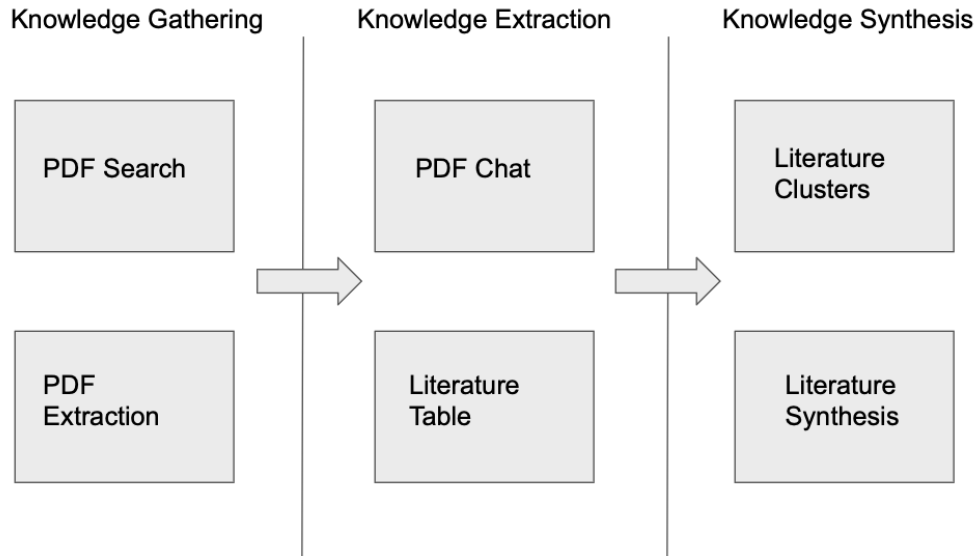 Knowledge Gathering
Knowledge Extraction
Knowledge Synthesis
PDF Search
PDF Chat
Literature
Clusters
PDF
Extraction
Literature
Table
Literature
Synthesis